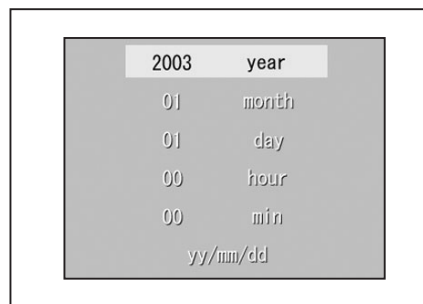 2003 year
01 month
01 day
00 hour
00 min
yy/mm/dd